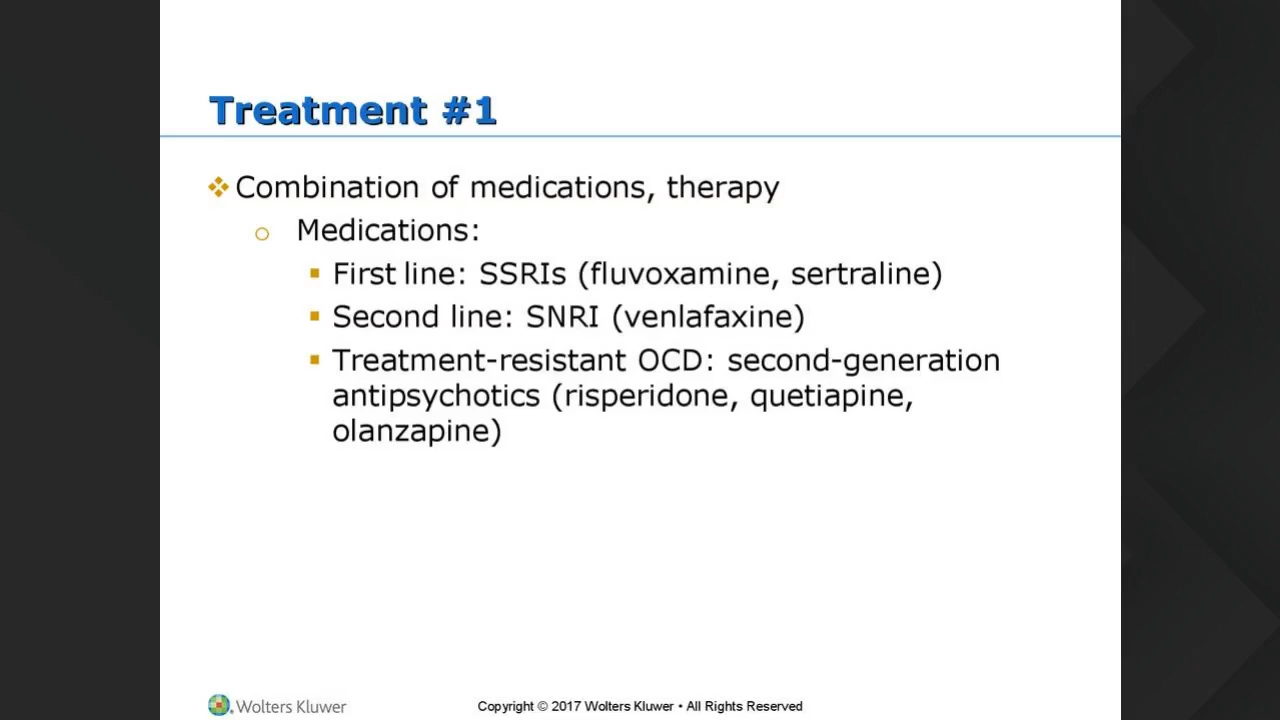 Treatment #1
Combination of medications, therapy
Medications:
First line: SSRIs (fluvoxamine, sertraline)
Second line: SNRI (venlafaxine)
Treatment-resistant OCD: second-generation
antipsychotics (risperidone, quetiapine,
olanzapine)
Wolters Kluwer
Copyright © 2017 Wolters Kluwer • All Rights Reserved